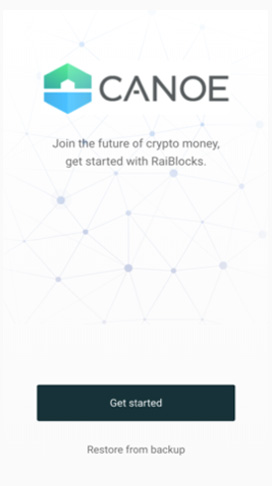 CANOE
Join the future of crypto money,
get started with RaiBlocks.
Get started
Restore from backup